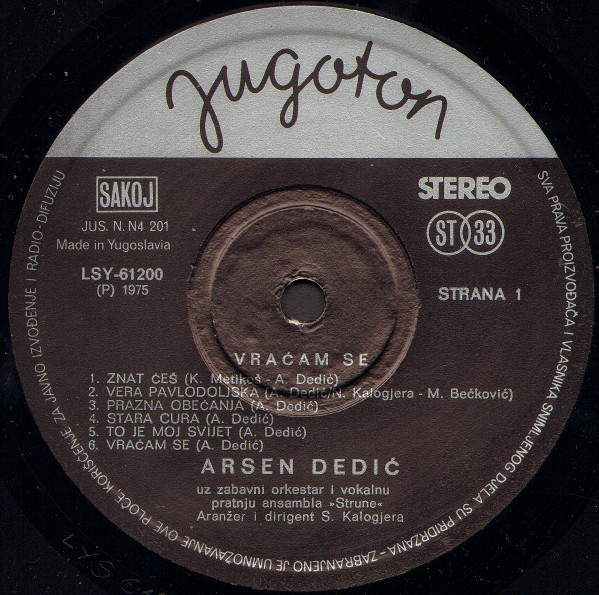 jugoton
SAKOJ
JUS. N. N4 201
Made in Yugoslavia
LSY-61200
(P) 1975
STEREO
ST 33
STRANA 1
VRAĆAM SE
1. ZNAT ĆEŠ (K. Metikoš - A. Dedić)
2. VERA PAVLODOLJSKA (A. Dedić/N. Kalogjera - M. Bečković)
3. PRAZNA OBEĆANJA (A. Dedić)
4. STARA CURA (A. Dedić)
5. TO JE MOJ SVIJET (A. Dedić)
6. VRAĆAM SE (A. Dedić)
ARSEN DEDIĆ
uz zabavni orkestar i vokalnu
pratnju ansambla »Strune«
Aranžer i dirigent S. Kalogjera
SVA PRAVA PROIZVOĐAČA I VLASNIKA SNIMLJENOG DJELA SU PRIDRŽANA - ZABRANJENO JE UMNOŽAVANJE OVE PLOČE, KORIŠĆENJE ZA JAVNO IZVOĐENJE I RADIO-DIFUZIJU